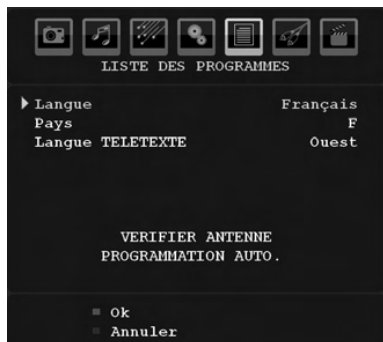 LISTE DES PROGRAMMES
Langue Français
Pays F
Langue TELETEXTE Ouest
VERIFIER ANTENNE
PROGRAMMATION AUTO.
Ok
Annuler